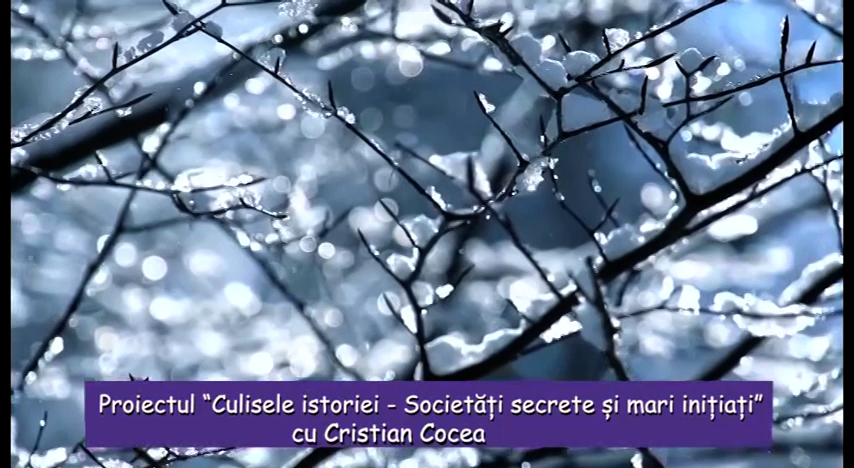 Proiectul “Culisele istoriei - Societăți secrete și mari inițiați”
cu Cristian Cocea